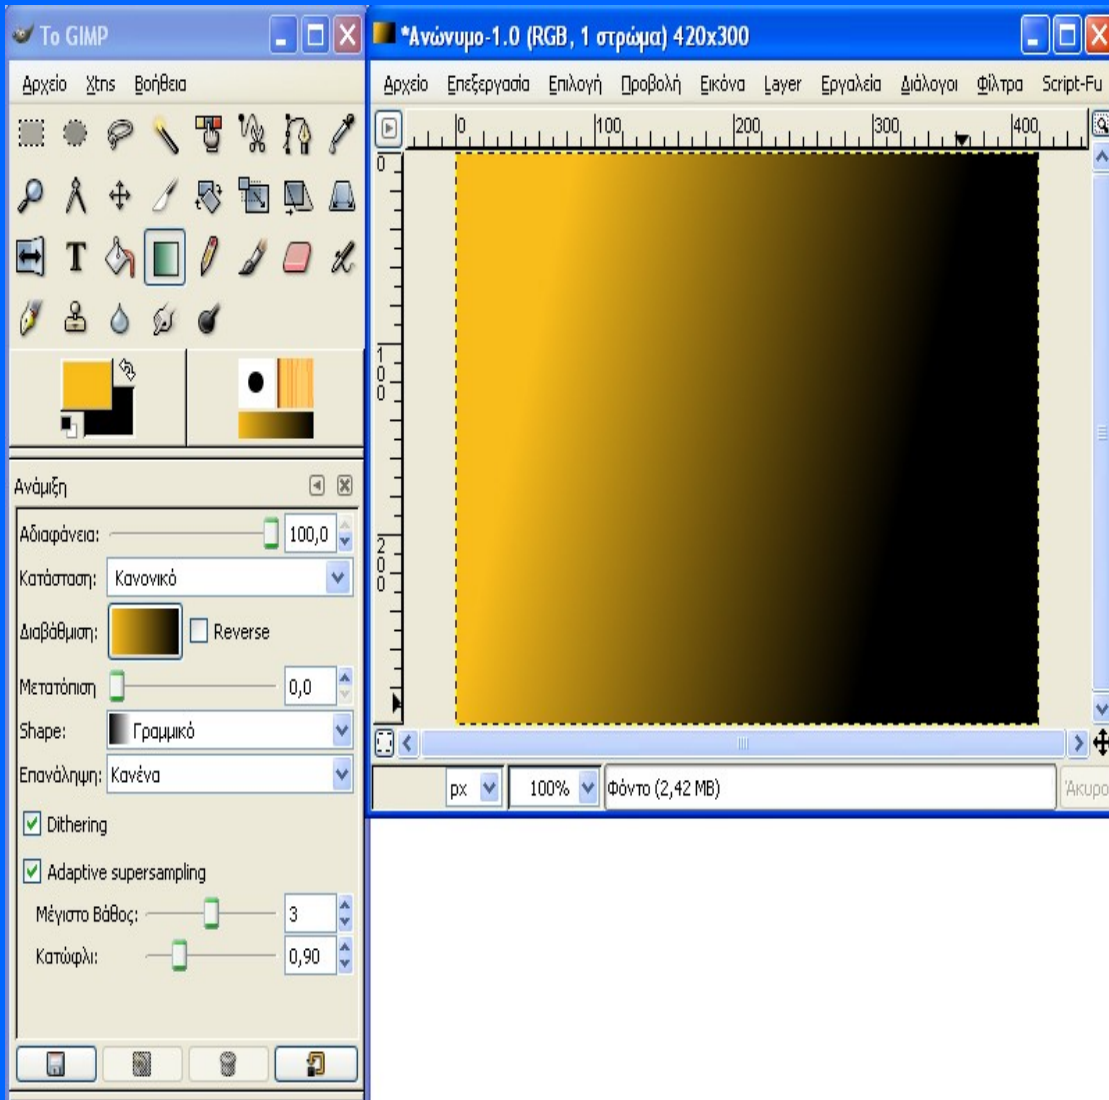 Το GIMP
Αρχείο Xtns Βοήθεια
Ανάμιξη
Αδιαφάνεια: 100,0
Κατάσταση: Κανονικό
Διαβάθμιση: Reverse
Μετατόπιση 0,0
Shape: Γραμμικό
Επανάληψη: Κανένα
Dithering
Adaptive supersampling
Μέγιστο Βάθος: 3
Κατώφλι: 0,90
*Ανώνυμο-1.0 (RGB, 1 στρώμα) 420x300
Αρχείο Επεξεργασία Επιλογή Προβολή Εικόνα Layer Εργαλεία Διάλογοι Φίλτρα Script-Fu
0 100 200 300 400
0
100
200
px 100% Φόντο (2,42 MB) Άκυρο